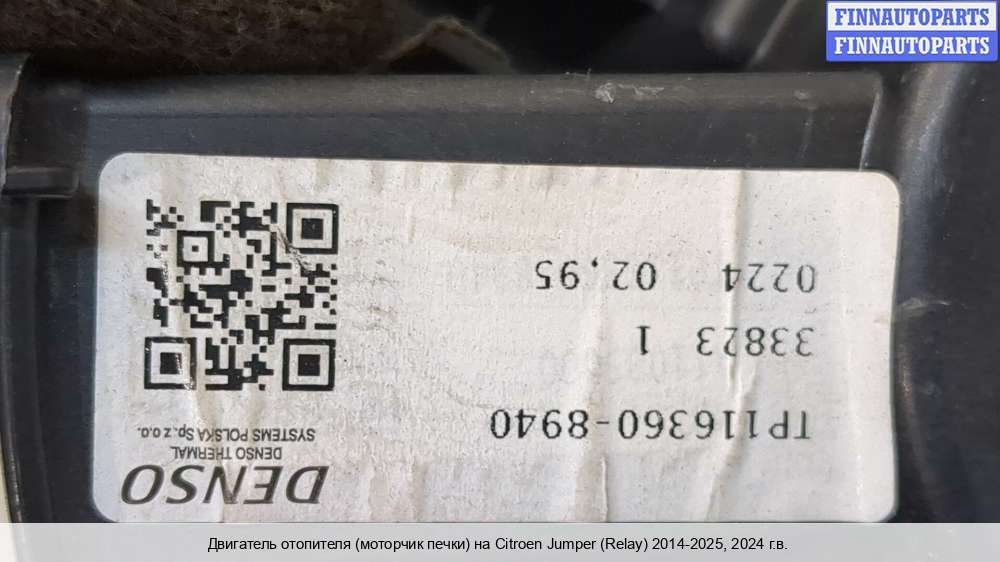 FINNAUTOPARTS
FINNAUTOPARTS
DENSO
DENSO THERMAL
SYSTEMS POLSKA Sp. z o.o.
TP116360-8940
33823 1
0224 02,95
Двигатель отопителя (моторчик печки) на Citroen Jumper (Relay) 2014-2025, 2024 г.в.